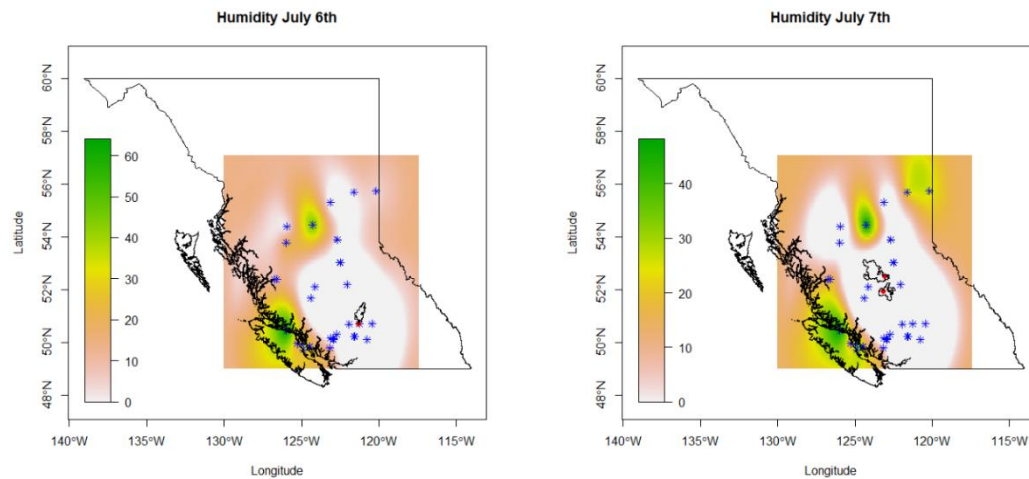 Humidity July 6th
60°N
58°N
56°N
54°N
52°N
50°N
48°N
Latitude
60
50
40
30
20
10
0
140°W
135°W
130°W
125°W
120°W
115°W
Longitude
Humidity July 7th
60°N
58°N
56°N
54°N
52°N
50°N
48°N
Latitude
40
30
20
10
0
140°W
135°W
130°W
125°W
120°W
115°W
Longitude